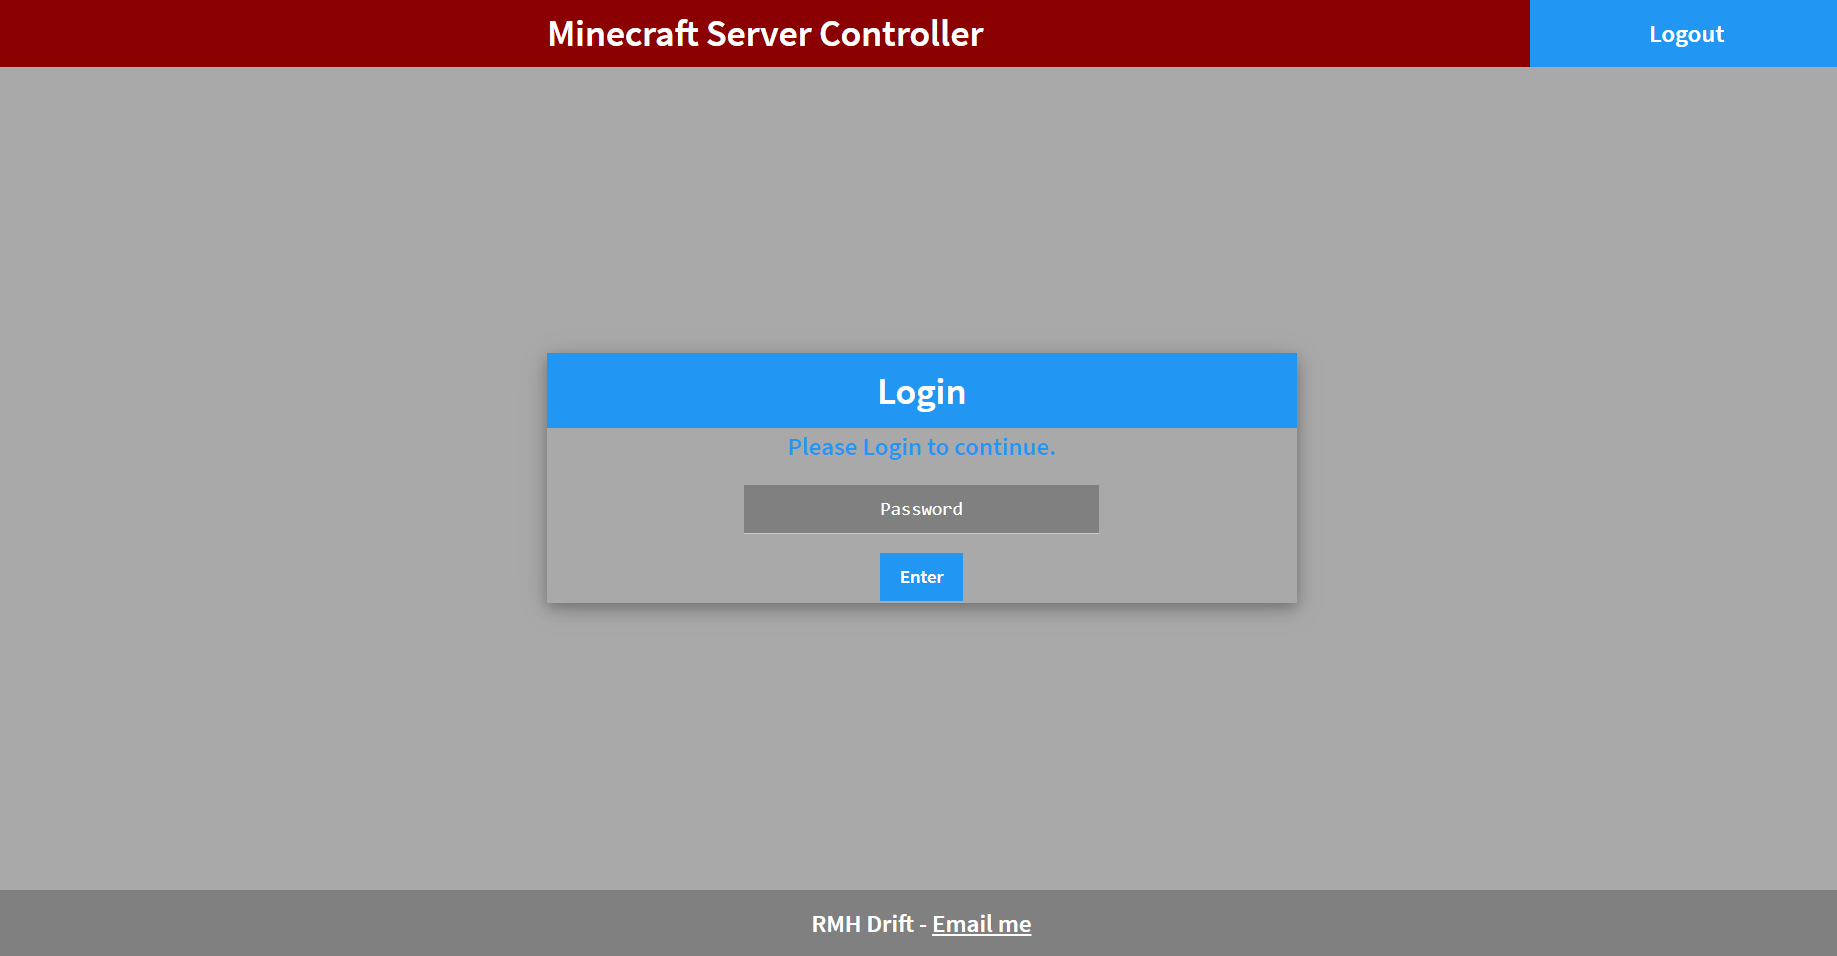 Minecraft Server Controller
Logout
Login
Please Login to continue.
Password
Enter
RMH Drift - Email me